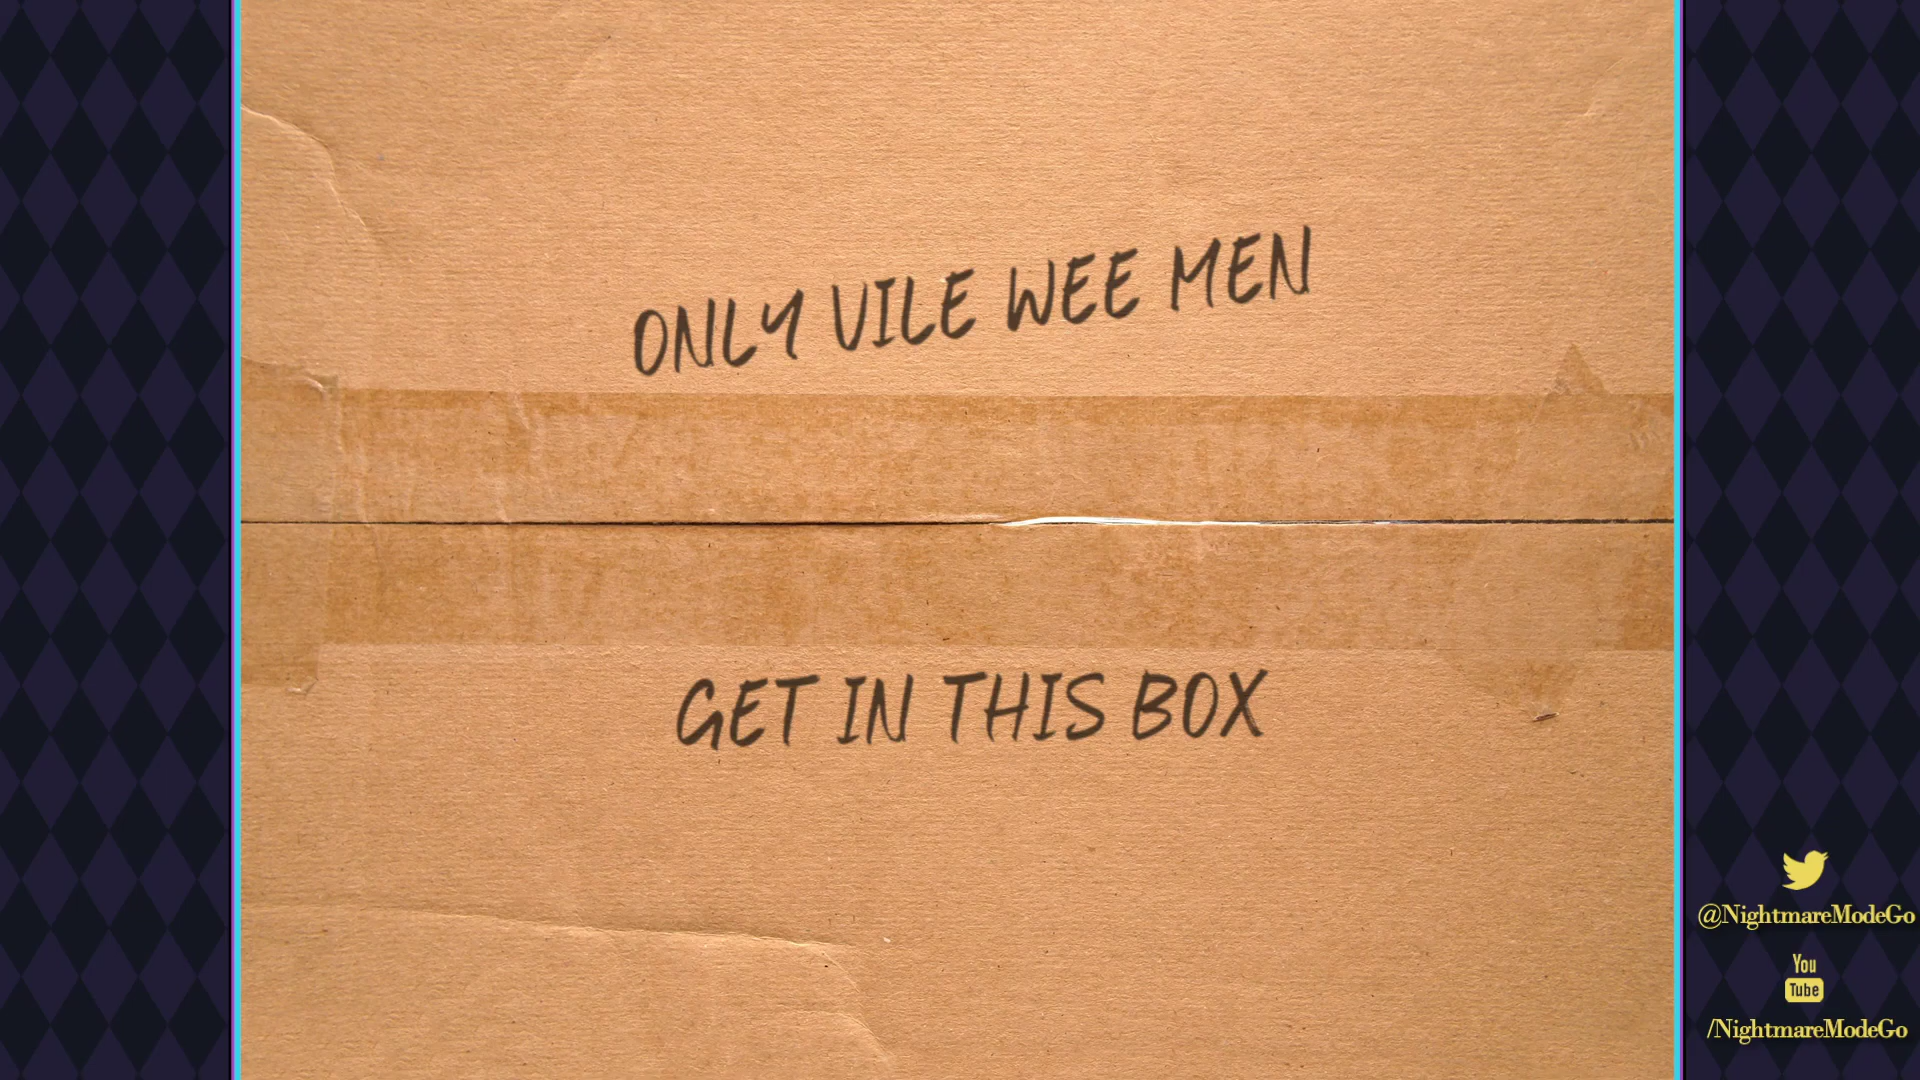 ONLY VILE WEE MEN
GET IN THIS BOX
@NightmareModeGo
You
Tube
/NightmareModeGo